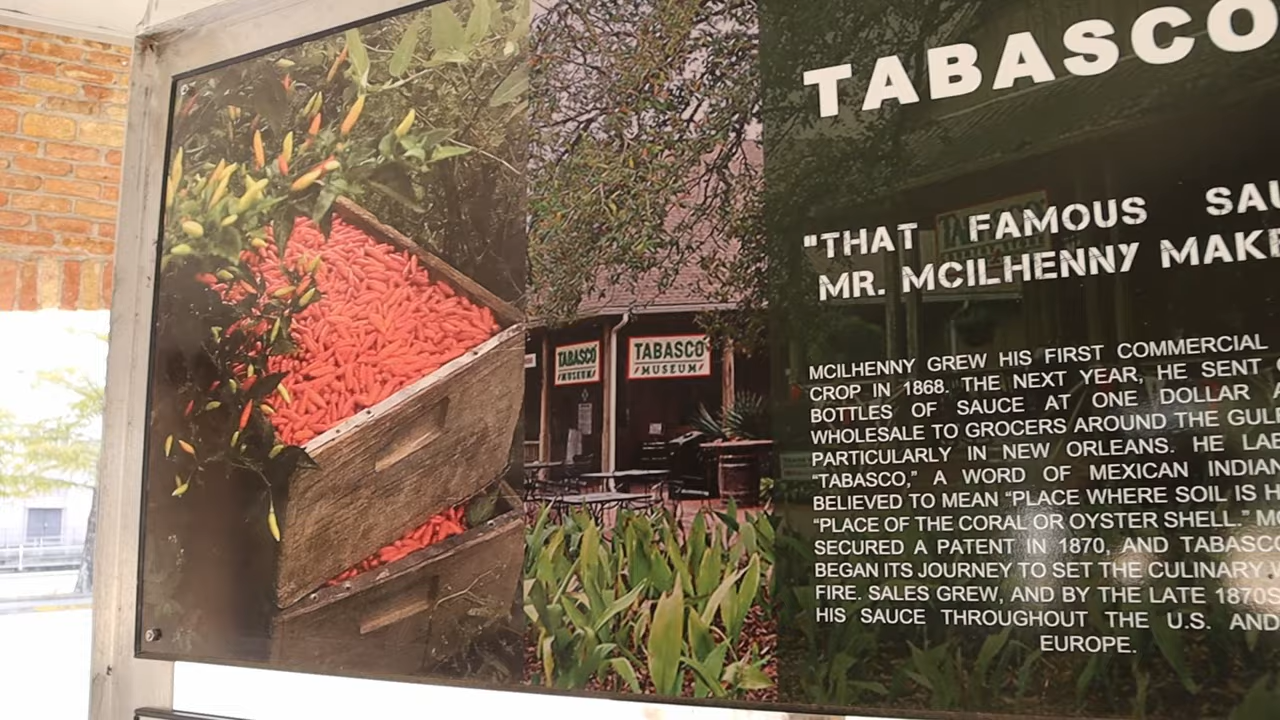 TABASCO
"THAT FAMOUS
MR. MCILHENNY
MCILHENNY GREW HIS FIRST COMMERCIAL
CROP IN 1868. THE NEXT YEAR, HE SENT
BOTTLES OF SAUCE AT ONE DOLLAR
WHOLESALE TO GROCERS AROUND THE
PARTICULARLY IN NEW ORLEANS. HE
"TABASCO," A WORD OF MEXICAN INDIAN
BELIEVED TO MEAN "PLACE WHERE SOIL IS
"PLACE OF THE CORAL OR OYSTER SHELL."
SECURED A PATENT IN 1870, AND TABASCO
BEGAN ITS JOURNEY TO SET THE CULINARY
FIRE. SALES GREW, AND BY THE LATE 1870S
HIS SAUCE THROUGHOUT THE U.S. AND
EUROPE.
TABASCO
MUSEUM
TABASCO
MUSEUM